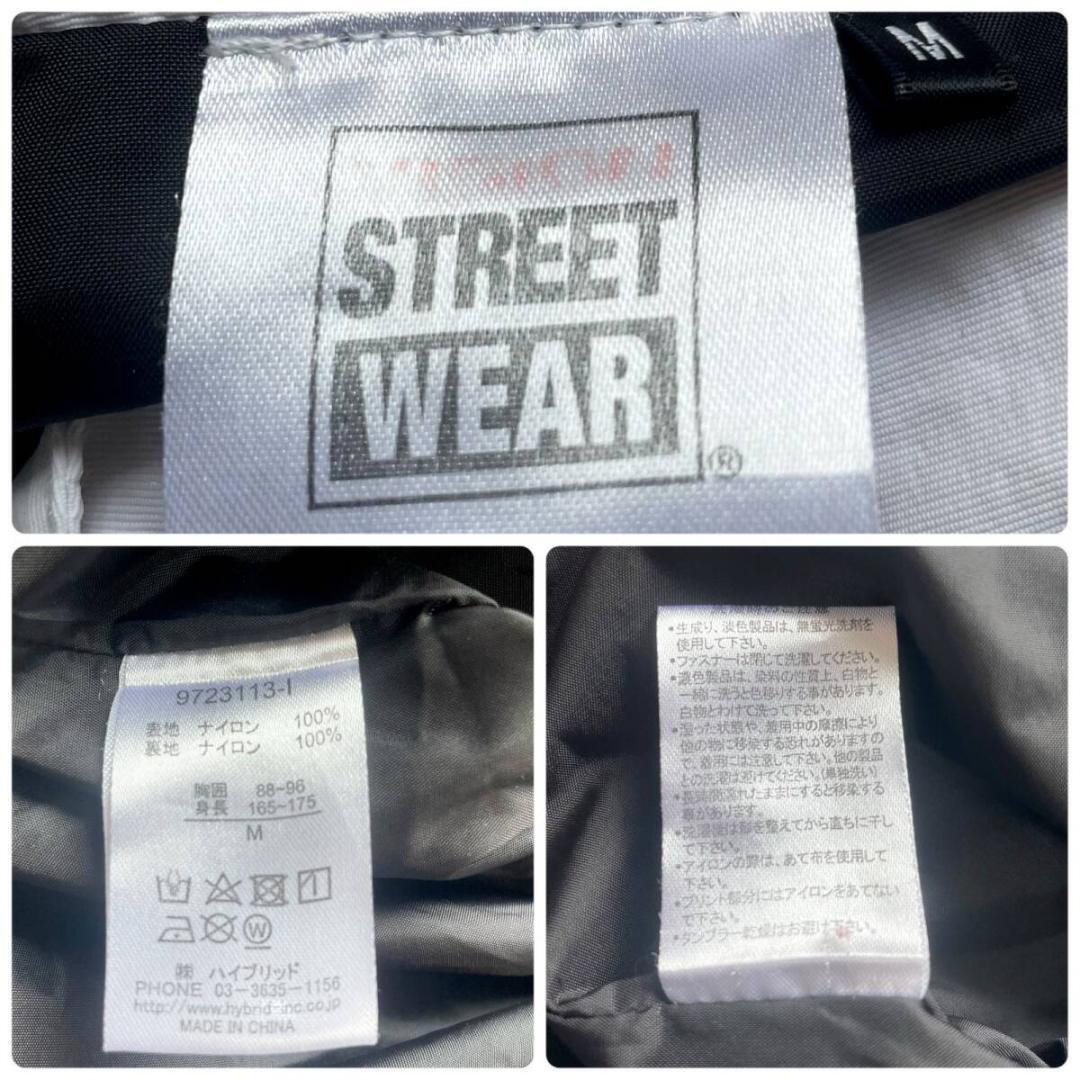 M
STREET
WEAR
®
9723113-I
表地 ナイロン 100%
裏地 ナイロン 100%
胸囲 88~96
身長 165~175
M
W
㈱ ハイブリッド
PHONE 03-3635-1156
http://www.hybrid-inc.co.jp
MADE IN CHINA
・生成り、淡色製品は、無蛍光洗剤を
使用して下さい。
・ファスナーは閉じて洗濯してください。
・濃色製品は、染料の性質上、白物と
一緒に洗うと色移りする事があります。
白物とわけて洗って下さい。
・湿った状態や、着用中の摩擦により
他の物に移染する恐れがありますの
で、着用には注意して下さい。他の製品
との洗濯は避けてください。(単独洗い)
・長時間濡れたままにすると移染する
事があります。
・洗濯後は形を整えてから直ちに干し
て下さい。
・アイロンの際は、あて布を使用して
下さい。
・プリント部分にはアイロンをあてない
で下さい。
・タンブラー乾燥はお避け下さい。